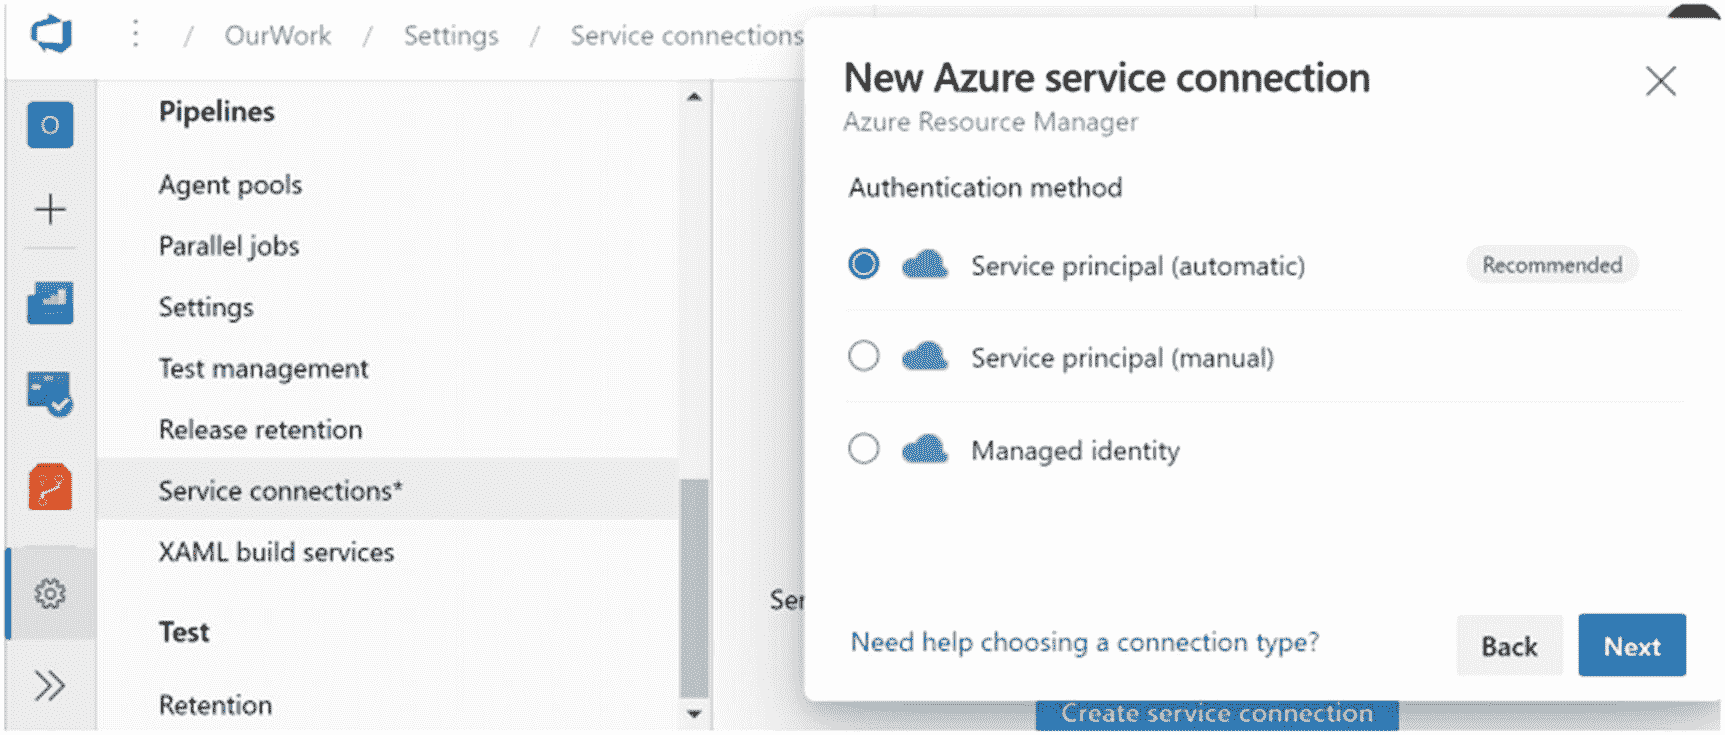 / OurWork / Settings / Service connections
O
Pipelines
Agent pools
Parallel jobs
Settings
Test management
Release retention
Service connections*
XAML build services
Test
Retention
Ser
New Azure service connection
Azure Resource Manager
Authentication method
Service principal (automatic) Recommended
Service principal (manual)
Managed identity
Need help choosing a connection type? Back Next
Create service connection